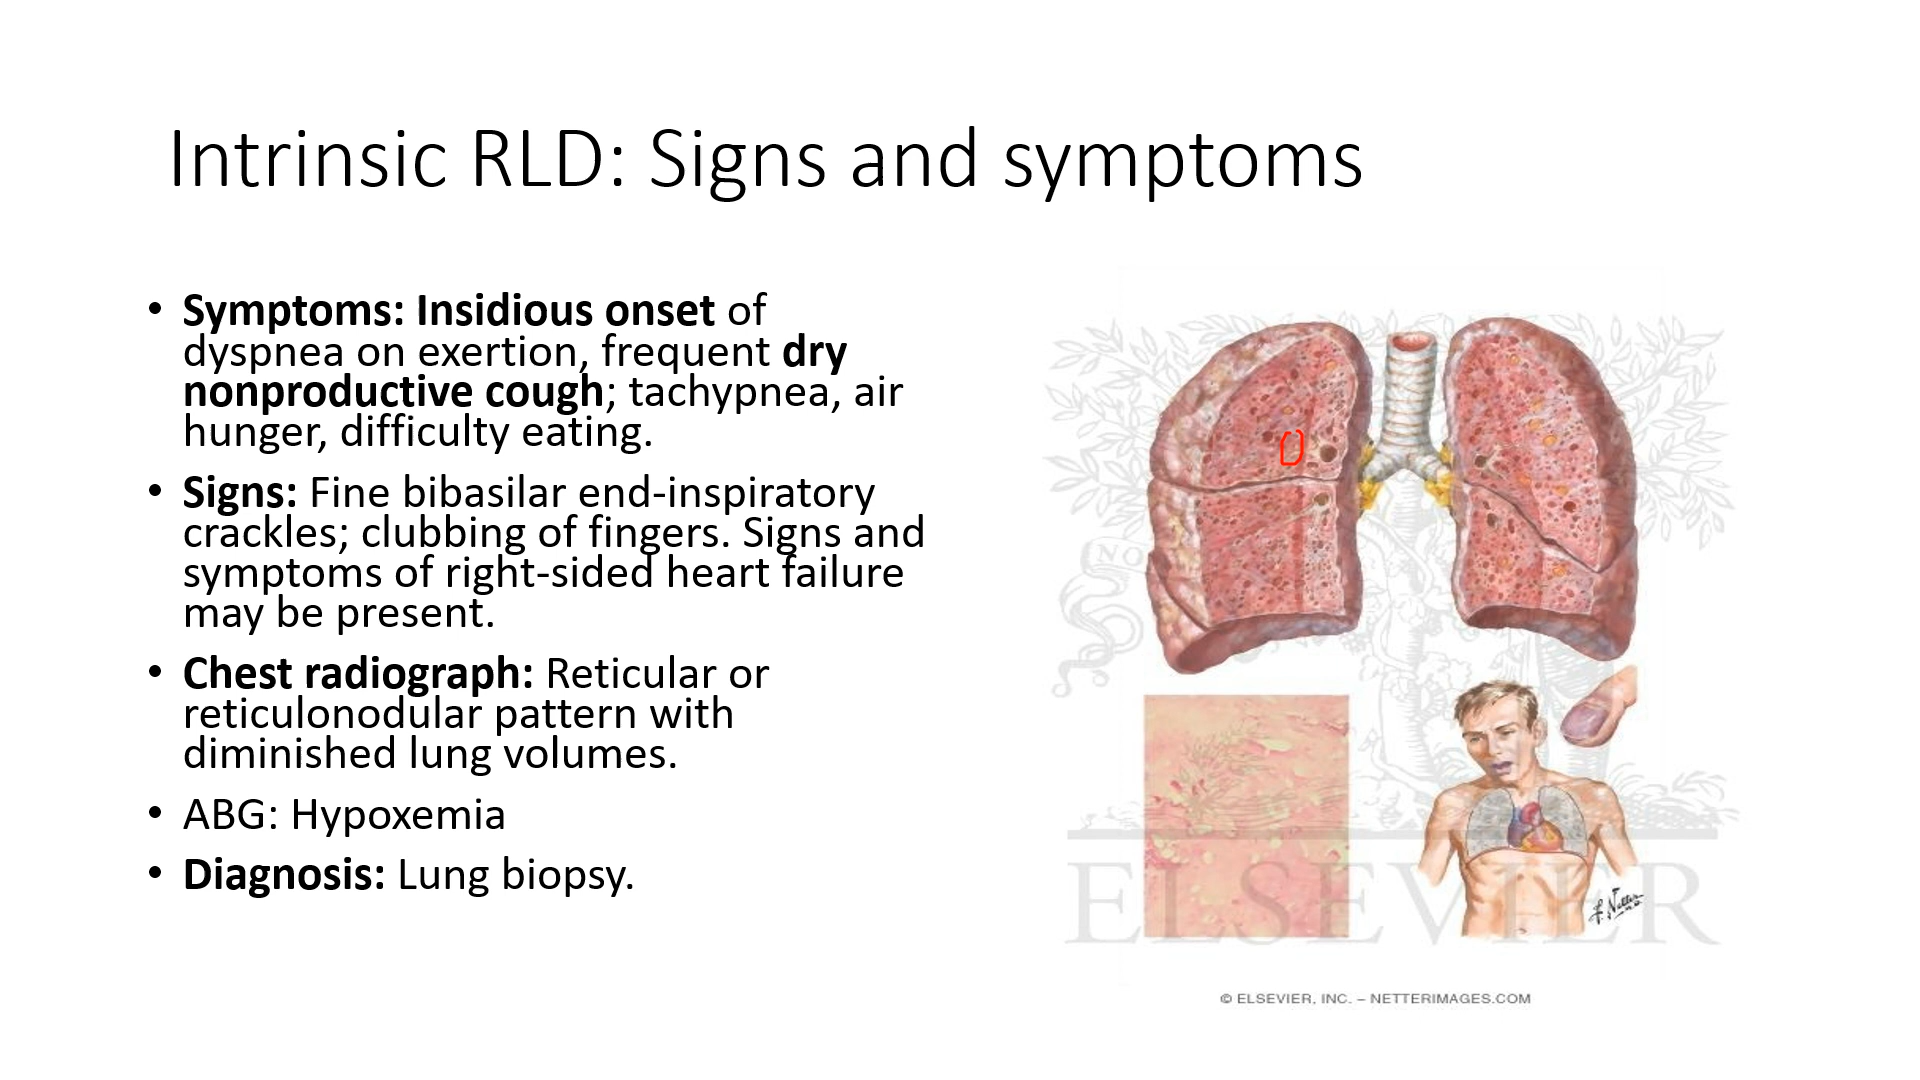 Intrinsic RLD: Signs and symptoms
• Symptoms: Insidious onset of
dyspnea on exertion, frequent dry
nonproductive cough; tachypnea, air
hunger, difficulty eating.
• Signs: Fine bibasilar end-inspiratory
crackles; clubbing of fingers. Signs and
symptoms of right-sided heart failure
may be present.
• Chest radiograph: Reticular or
reticulonodular pattern with
diminished lung volumes.
• ABG: Hypoxemia
• Diagnosis: Lung biopsy.
NO
F. Netter
ELSEVIER
© ELSEVIER, INC. – NETTERIMAGES.COM